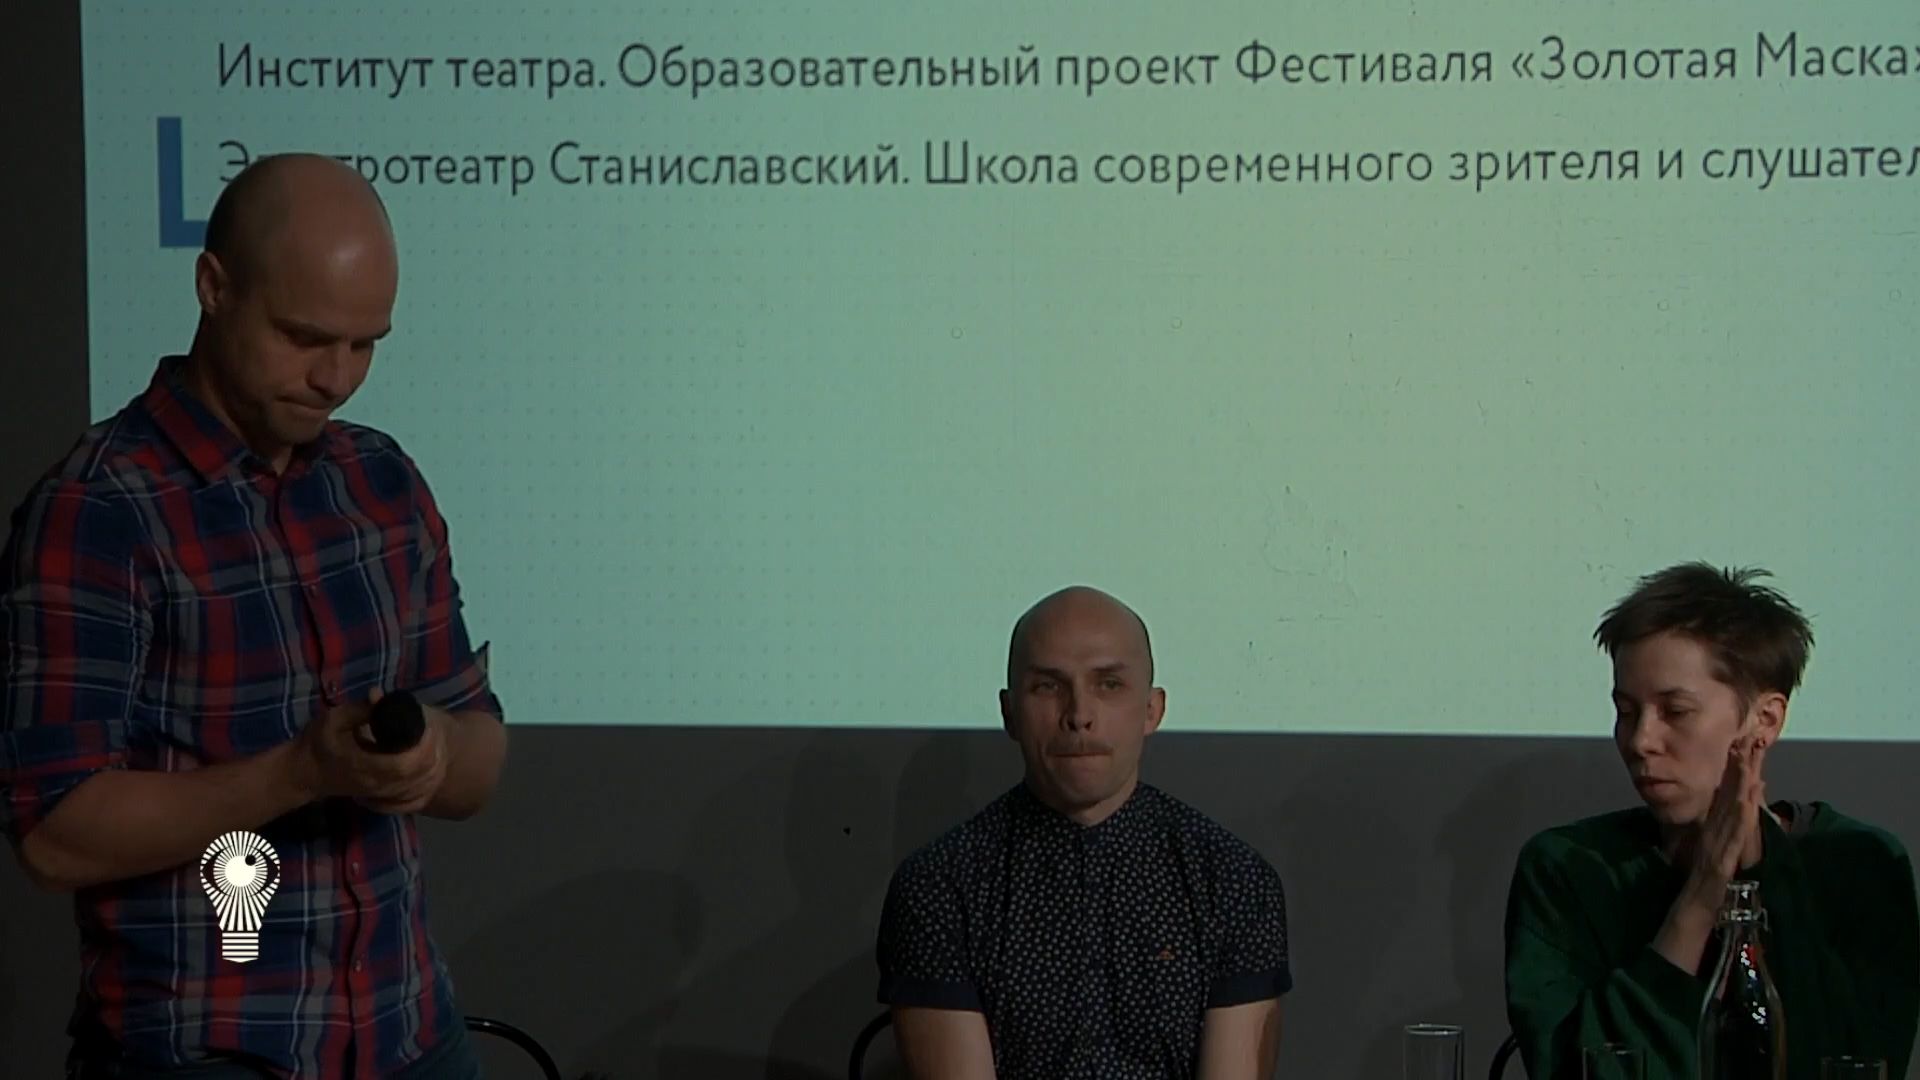 Институт театра. Образовательный проект Фестиваля «Золотая Маска»
тротеатр Станиславский. Школа современного зрителя и слушател